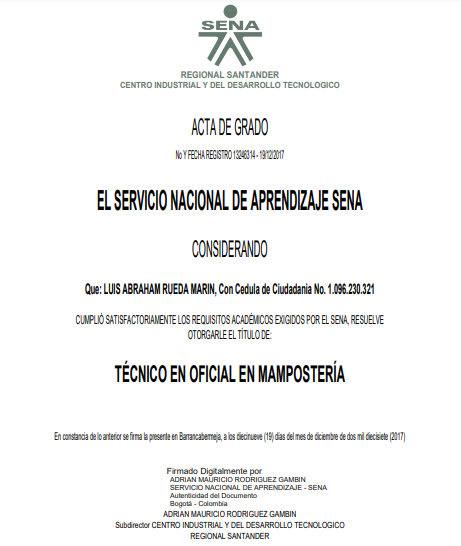 SENA
REGIONAL SANTANDER
CENTRO INDUSTRIAL Y DEL DESARROLLO TECNOLOGICO
ACTA DE GRADO
No Y FECHA REGISTRO 13246314 - 19/12/2017
EL SERVICIO NACIONAL DE APRENDIZAJE SENA
CONSIDERANDO
Que: LUIS ABRAHAM RUEDA MARIN, Con Cedula de Ciudadania No. 1.096.230.321
CUMPLIÓ SATISFACTORIAMENTE LOS REQUISITOS ACADÉMICOS EXIGIDOS POR EL SENA, RESUELVE
OTORGARLE EL TÍTULO DE:
TÉCNICO EN OFICIAL EN MAMPOSTERÍA
En constancia de lo anterior se firma la presente en Barrancabermeja, a los diecinueve (19) días del mes de diciembre de dos mil diecisiete (2017)
Firmado Digitalmente por
ADRIAN MAURICIO RODRIGUEZ GAMBIN
SERVICIO NACIONAL DE APRENDIZAJE - SENA
Autenticidad del Documento
Bogotá - Colombia
ADRIAN MAURICIO RODRIGUEZ GAMBIN
Subdirector CENTRO INDUSTRIAL Y DEL DESARROLLO TECNOLOGICO
REGIONAL SANTANDER